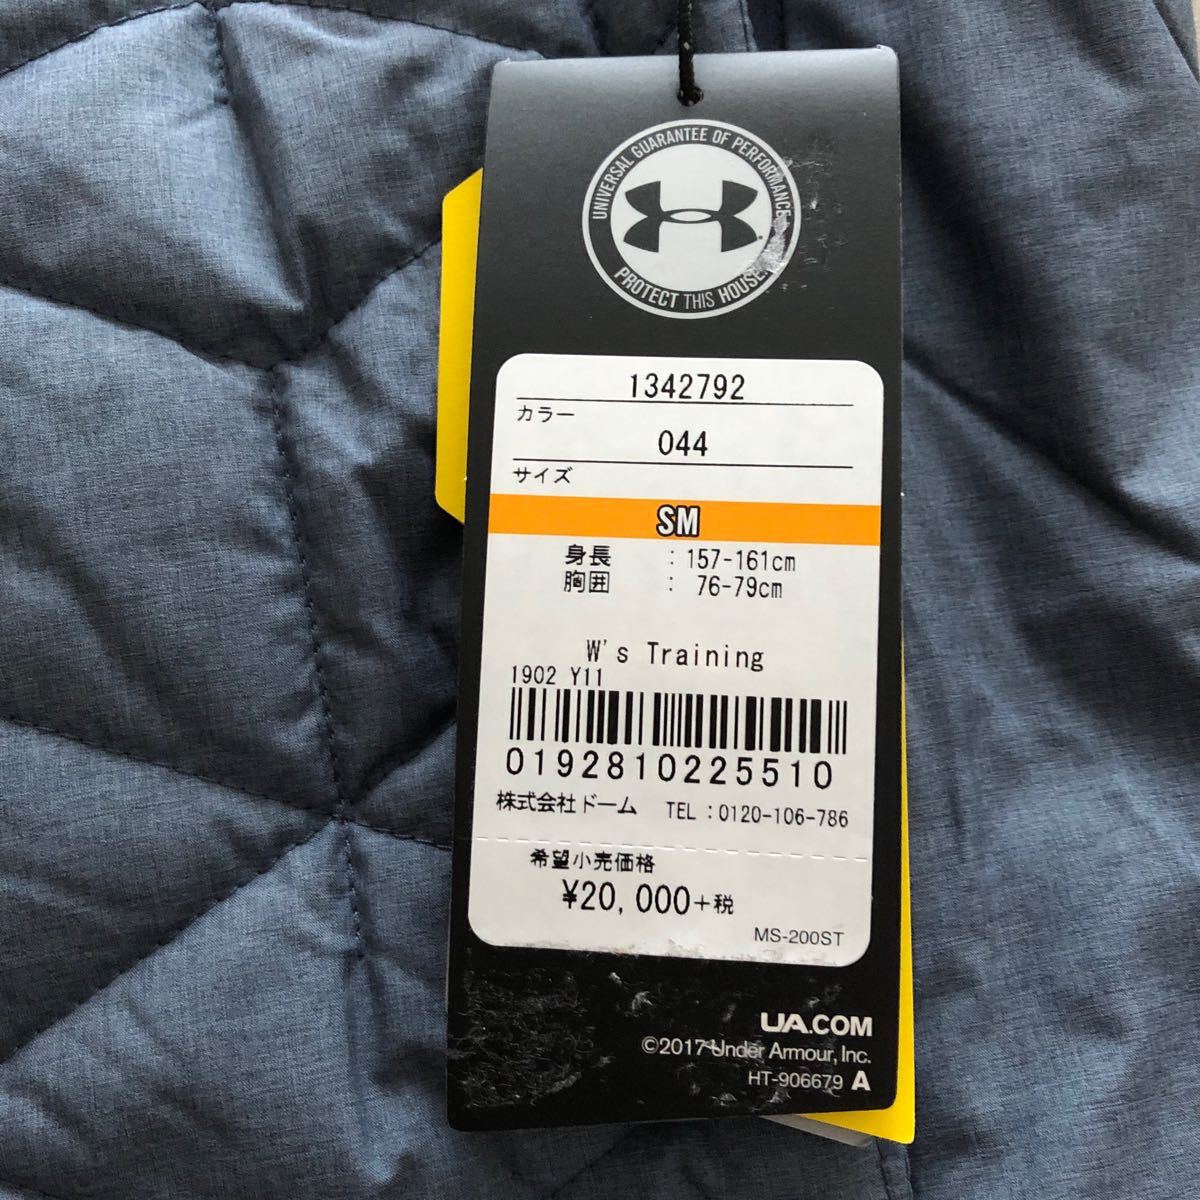 UNIVERSAL GUARANTEE OF PERFORMANCE
PROTECT THIS HOUSE.
1342792
カラー
044
サイズ
SM
身長 : 157-161cm
胸囲 : 76-79cm
W's Training
1902 Y11
0192810225510
株式会社ドーム TEL : 0120-106-786
希望小売価格
¥20,000+税
MS-200ST
UA.COM
©2017 Under Armour, Inc.
HT-906679 A